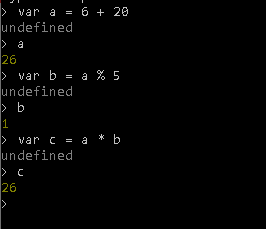 > var a = 6 + 20
undefined
> a
26
> var b = a % 5
undefined
> b
1
> var c = a * b
undefined
> c
26
>